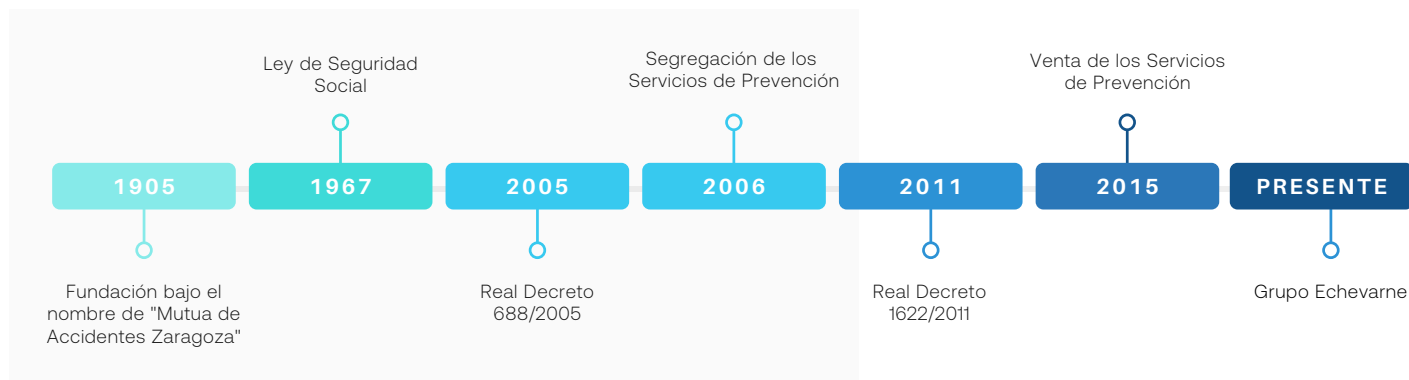 Ley de Seguridad
Social
Segregación de los
Servicios de Prevención
Venta de los Servicios
de Prevención
1905
1967
2005
2006
2011
2015
PRESENTE
Fundación bajo el
nombre de "Mutua de
Accidentes Zaragoza"
Real Decreto
688/2005
Real Decreto
1622/2011
Grupo Echevarne